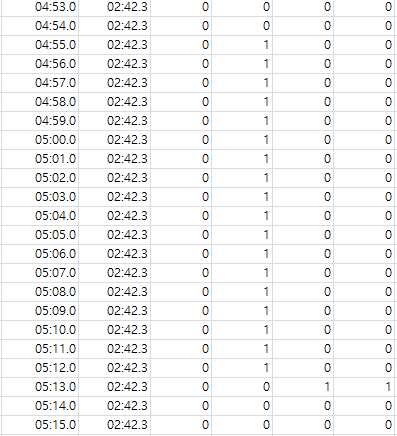 04:53.0 02:42.3 0 0 0 0
04:54.0 02:42.3 0 0 0 0
04:55.0 02:42.3 0 1 0 0
04:56.0 02:42.3 0 1 0 0
04:57.0 02:42.3 0 1 0 0
04:58.0 02:42.3 0 1 0 0
04:59.0 02:42.3 0 1 0 0
05:00.0 02:42.3 0 1 0 0
05:01.0 02:42.3 0 1 0 0
05:02.0 02:42.3 0 1 0 0
05:03.0 02:42.3 0 1 0 0
05:04.0 02:42.3 0 1 0 0
05:05.0 02:42.3 0 1 0 0
05:06.0 02:42.3 0 1 0 0
05:07.0 02:42.3 0 1 0 0
05:08.0 02:42.3 0 1 0 0
05:09.0 02:42.3 0 1 0 0
05:10.0 02:42.3 0 1 0 0
05:11.0 02:42.3 0 1 0 0
05:12.0 02:42.3 0 1 0 0
05:13.0 02:42.3 0 0 1 1
05:14.0 02:42.3 0 0 0 0
05:15.0 02:42.3 0 0 0 0